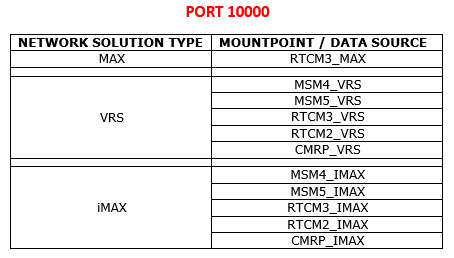 PORT 10000
NETWORK SOLUTION TYPE MOUNTPOINT / DATA SOURCE
MAX RTCM3_MAX
VRS
MSM4_VRS
MSM5_VRS
RTCM3_VRS
RTCM2_VRS
CMRP_VRS
iMAX
MSM4_IMAX
MSM5_IMAX
RTCM3_IMAX
RTCM2_IMAX
CMRP_IMAX